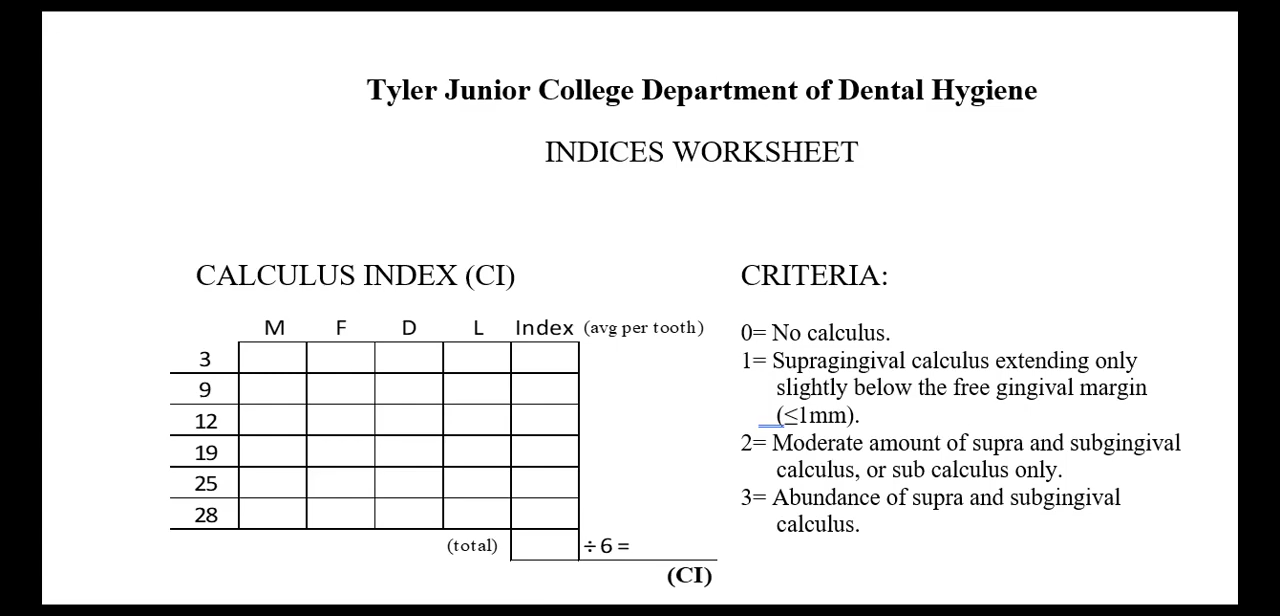 Tyler Junior College Department of Dental Hygiene
INDICES WORKSHEET
CALCULUS INDEX (CI)
M F D L Index (avg per tooth)
3
9
12
19
25
28
(total) ÷ 6 =
(CI)
CRITERIA:
0= No calculus.
1= Supragingival calculus extending only
slightly below the free gingival margin
(≤1mm).
2= Moderate amount of supra and subgingival
calculus, or sub calculus only.
3= Abundance of supra and subgingival
calculus.